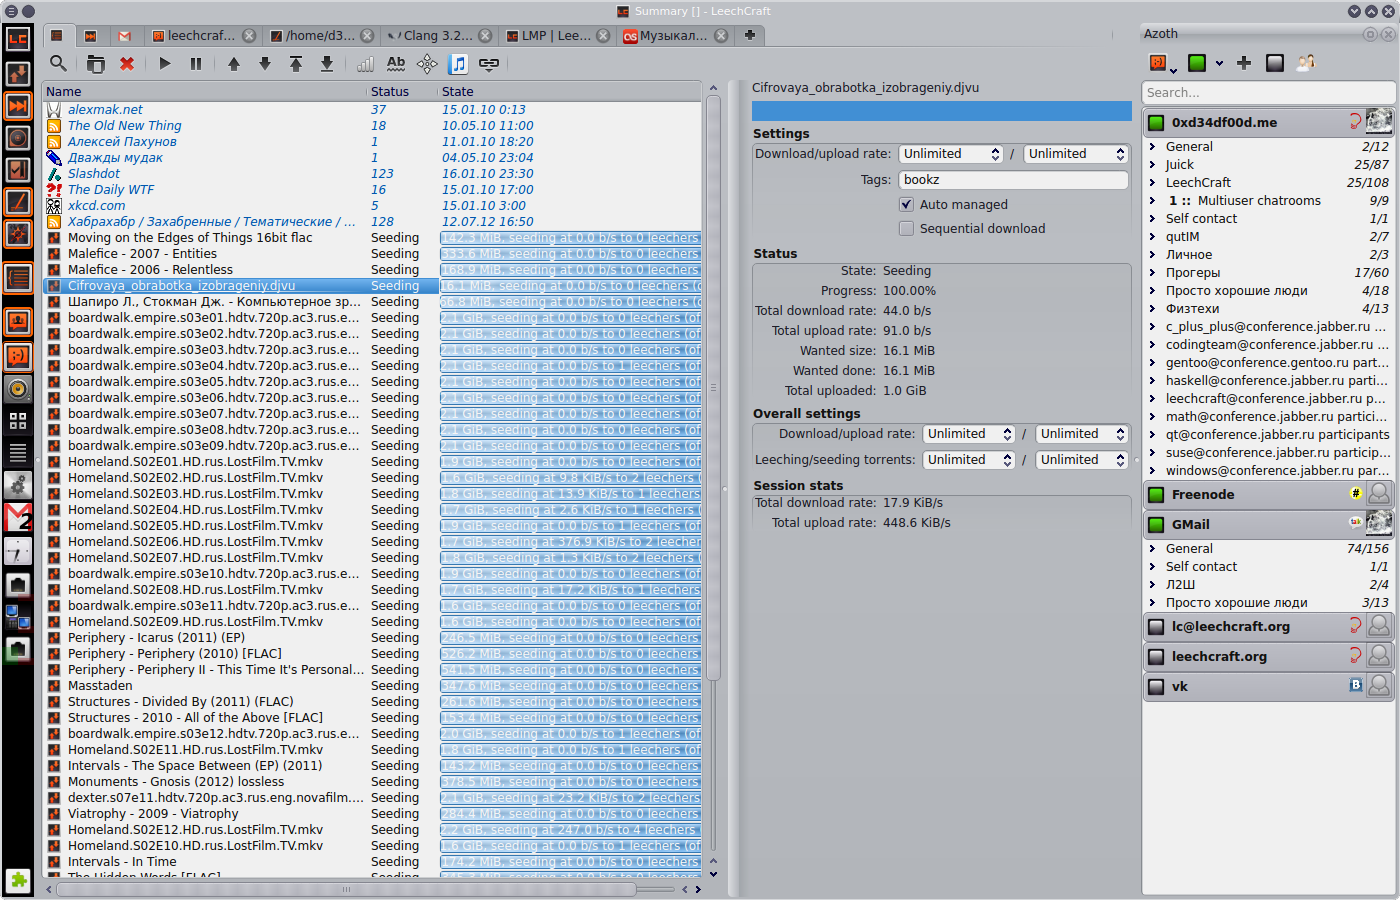 Summary [] - LeechCraft
leechcraf...
/home/d3...
Clang 3.2...
LMP | Lee...
Музыкал...
Azoth
Name Status State
alexmak.net 37 15.01.10 0:13
The Old New Thing 18 10.05.10 11:00
Алексей Пахунов 1 11.01.10 18:20
Дважды мудак 1 04.05.10 23:04
Slashdot 123 16.01.10 23:30
The Daily WTF 16 15.01.10 17:00
xkcd.com 5 15.01.10 3:00
Хабрахабр / Захабренные / Тематические / ... 128 12.07.12 16:50
Moving on the Edges of Things 16bit flac Seeding 142.3 MiB, seeding at 0.0 b/s to 0 leechers
Malefice - 2007 - Entities Seeding 333.6 MiB, seeding at 0.0 b/s to 0 leechers
Malefice - 2006 - Relentless Seeding 138.9 MiB, seeding at 0.0 b/s to 0 leechers
Cifrovaya_obrabotka_izobrageniy.djvu Seeding 16.1 MiB, seeding at 0.0 b/s to 0 leechers (
Шапиро Л., Стокман Дж. - Компьютерное зр... Seeding 66.8 MiB, seeding at 0.0 b/s to 0 leechers (
boardwalk.empire.s03e01.hdtv.720p.ac3.rus.e... Seeding 2.1 GiB, seeding at 0.0 b/s to 0 leechers (of
boardwalk.empire.s03e02.hdtv.720p.ac3.rus.e... Seeding 2.1 GiB, seeding at 0.0 b/s to 0 leechers (of
boardwalk.empire.s03e03.hdtv.720p.ac3.rus.e... Seeding 2.1 GiB, seeding at 0.0 b/s to 0 leechers (of
boardwalk.empire.s03e04.hdtv.720p.ac3.rus.e... Seeding 2.1 GiB, seeding at 0.0 b/s to 1 leechers (of
boardwalk.empire.s03e05.hdtv.720p.ac3.rus.e... Seeding 2.1 GiB, seeding at 0.0 b/s to 0 leechers (of
boardwalk.empire.s03e06.hdtv.720p.ac3.rus.e... Seeding 2.1 GiB, seeding at 0.0 b/s to 0 leechers (of
boardwalk.empire.s03e07.hdtv.720p.ac3.rus.e... Seeding 2.1 GiB, seeding at 0.0 b/s to 0 leechers (of
boardwalk.empire.s03e08.hdtv.720p.ac3.rus.e... Seeding 2.1 GiB, seeding at 0.0 b/s to 0 leechers (of
boardwalk.empire.s03e09.hdtv.720p.ac3.rus.e... Seeding 2.1 GiB, seeding at 0.0 b/s to 0 leechers (of
Homeland.S02E01.HD.rus.LostFilm.TV.mkv Seeding 1.9 GiB, seeding at 0.0 b/s to 0 leechers (of
Homeland.S02E02.HD.rus.LostFilm.TV.mkv Seeding 1.6 GiB, seeding at 9.8 KiB/s to 2 leechers (
Homeland.S02E03.HD.rus.LostFilm.TV.mkv Seeding 1.8 GiB, seeding at 13.9 KiB/s to 1 leechers
Homeland.S02E04.HD.rus.LostFilm.TV.mkv Seeding 1.7 GiB, seeding at 2.6 KiB/s to 1 leechers (
Homeland.S02E05.HD.rus.LostFilm.TV.mkv Seeding 1.9 GiB, seeding at 0.0 b/s to 1 leechers (of
Homeland.S02E06.HD.rus.LostFilm.TV.mkv Seeding 1.7 GiB, seeding at 376.9 KiB/s to 2 leecher
Homeland.S02E07.HD.rus.LostFilm.TV.mkv Seeding 1.8 GiB, seeding at 1.3 KiB/s to 2 leechers (
boardwalk.empire.s03e10.hdtv.720p.ac3.rus.e... Seeding 1.9 GiB, seeding at 0.0 b/s to 0 leechers (of
Homeland.S02E08.HD.rus.LostFilm.TV.mkv Seeding 1.7 GiB, seeding at 17.2 KiB/s to 1 leechers
boardwalk.empire.s03e11.hdtv.720p.ac3.rus.e... Seeding 1.6 GiB, seeding at 0.0 b/s to 0 leechers (of
Homeland.S02E09.HD.rus.LostFilm.TV.mkv Seeding 1.6 GiB, seeding at 0.0 b/s to 0 leechers (of
Periphery - Icarus (2011) (EP) Seeding 246.5 MiB, seeding at 0.0 b/s to 0 leechers
Periphery - Periphery (2010) [FLAC] Seeding 526.2 MiB, seeding at 0.0 b/s to 0 leechers
Periphery - Periphery II - This Time It's Personal... Seeding 541.5 MiB, seeding at 0.0 b/s to 0 leechers
Masstaden Seeding 347.6 MiB, seeding at 0.0 b/s to 0 leechers
Structures - Divided By (2011) (FLAC) Seeding 261.6 MiB, seeding at 0.0 b/s to 0 leechers
Structures - 2010 - All of the Above [FLAC] Seeding 153.4 MiB, seeding at 0.0 b/s to 0 leechers
boardwalk.empire.s03e12.hdtv.720p.ac3.rus.e... Seeding 2.0 GiB, seeding at 0.0 b/s to 1 leechers (of
Homeland.S02E11.HD.rus.LostFilm.TV.mkv Seeding 1.8 GiB, seeding at 0.0 b/s to 1 leechers (of
Intervals - The Space Between (EP) (2011) Seeding 143.2 MiB, seeding at 0.0 b/s to 0 leechers
Monuments - Gnosis (2012) lossless Seeding 378.5 MiB, seeding at 0.0 b/s to 0 leechers
dexter.s07e11.hdtv.720p.ac3.rus.eng.novafilm.... Seeding 2.1 GiB, seeding at 23.2 KiB/s to 2 leechers
Viatrophy - 2009 - Viatrophy Seeding 284.4 MiB, seeding at 0.0 b/s to 0 leechers
Homeland.S02E12.HD.rus.LostFilm.TV.mkv Seeding 2.2 GiB, seeding at 247.0 b/s to 4 leechers
Homeland.S02E10.HD.rus.LostFilm.TV.mkv Seeding 1.6 GiB, seeding at 0.0 b/s to 1 leechers (of
Intervals - In Time Seeding 174.2 MiB, seeding at 0.0 b/s to 0 leechers
The Hidden Words [FLAC] Seeding
Cifrovaya_obrabotka_izobrageniy.djvu
Settings
Download/upload rate: Unlimited / Unlimited
Tags: bookz
Auto managed
Sequential download
Status
State: Seeding
Progress: 100.00%
Total download rate: 44.0 b/s
Total upload rate: 91.0 b/s
Wanted size: 16.1 MiB
Wanted done: 16.1 MiB
Total uploaded: 1.0 GiB
Overall settings
Download/upload rate: Unlimited / Unlimited
Leeching/seeding torrents: Unlimited / Unlimited
Session stats
Total download rate: 17.9 KiB/s
Total upload rate: 448.6 KiB/s
Search...
0xd34df00d.me
General 2/12
Juick 25/87
LeechCraft 25/108
1 :: Multiuser chatrooms 9/9
Self contact 1/1
qutIM 2/7
Личное 2/3
Прогеры 17/60
Просто хорошие люди 4/18
Физтехи 4/13
c_plus_plus@conference.jabber.ru ...
codingteam@conference.jabber.ru ...
gentoo@conference.gentoo.ru part...
haskell@conference.jabber.ru parti...
leechcraft@conference.jabber.ru p...
math@conference.jabber.ru partici...
qt@conference.jabber.ru participants
suse@conference.jabber.ru particip...
windows@conference.jabber.ru par...
Freenode
GMail
General 74/156
Self contact 1/1
Л2Ш 2/4
Просто хорошие люди 3/13
lc@leechcraft.org
leechcraft.org
vk